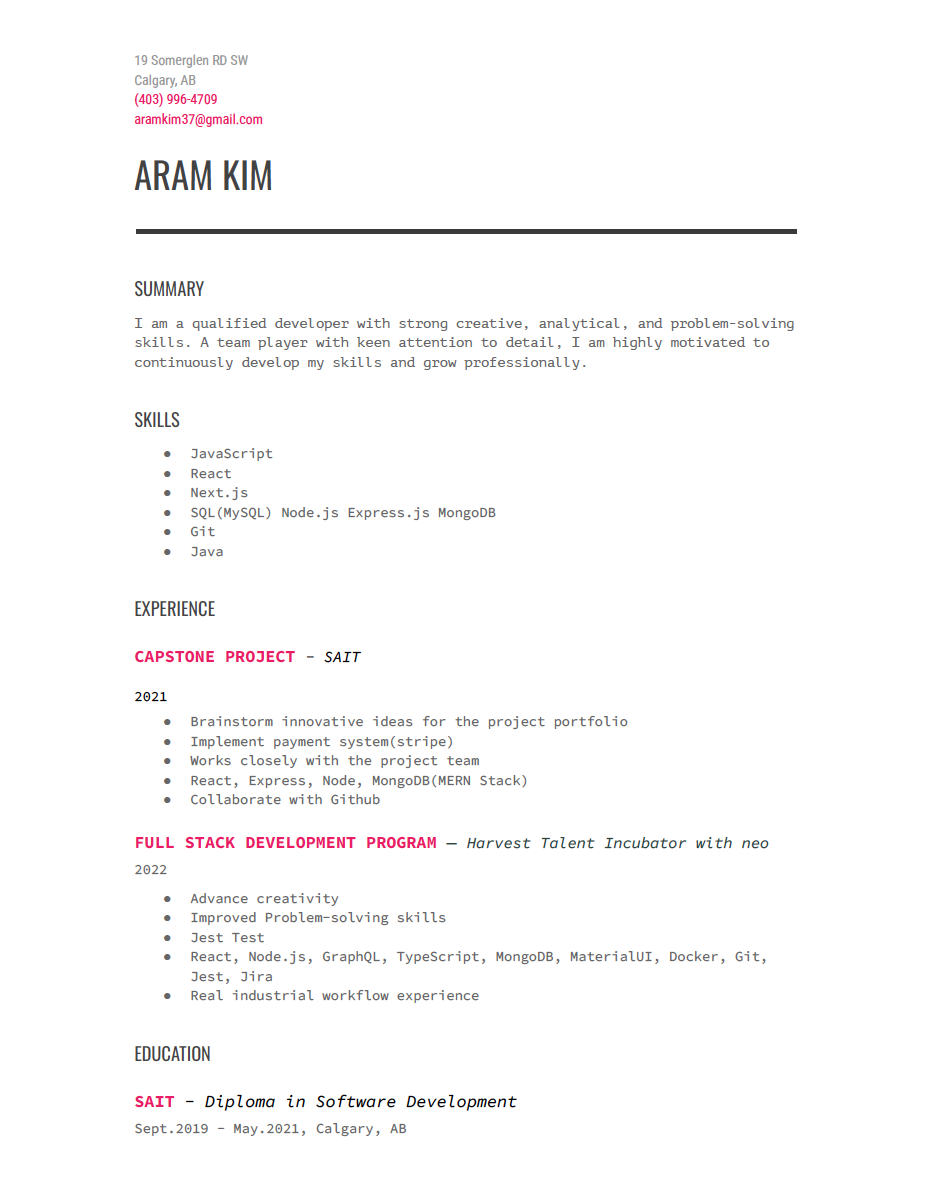 19 Somerglen RD SW
Calgary, AB
(403) 996-4709
aramkim37@gmail.com
ARAM KIM
SUMMARY
I am a qualified developer with strong creative, analytical, and problem-solving
skills. A team player with keen attention to detail, I am highly motivated to
continuously develop my skills and grow professionally.
SKILLS
● JavaScript
● React
● Next.js
● SQL(MySQL) Node.js Express.js MongoDB
● Git
● Java
EXPERIENCE
CAPSTONE PROJECT - SAIT
2021
● Brainstorm innovative ideas for the project portfolio
● Implement payment system(stripe)
● Works closely with the project team
● React, Express, Node, MongoDB(MERN Stack)
● Collaborate with Github
FULL STACK DEVELOPMENT PROGRAM — Harvest Talent Incubator with neo
2022
● Advance creativity
● Improved Problem-solving skills
● Jest Test
● React, Node.js, GraphQL, TypeScript, MongoDB, MaterialUI, Docker, Git,
Jest, Jira
● Real industrial workflow experience
EDUCATION
SAIT - Diploma in Software Development
Sept.2019 - May.2021, Calgary, AB